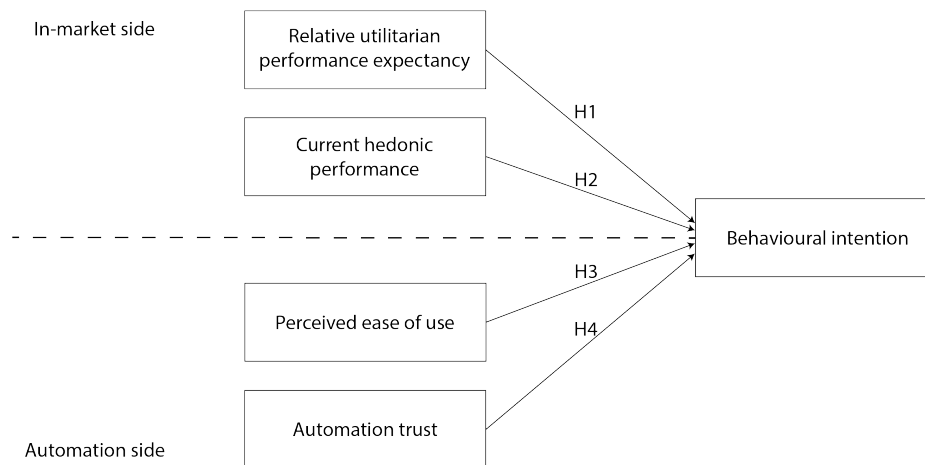 In-market side
Relative utilitarian
performance expectancy
H1
Current hedonic
performance
H2
Behavioural intention
H3
Perceived ease of use
H4
Automation trust
Automation side